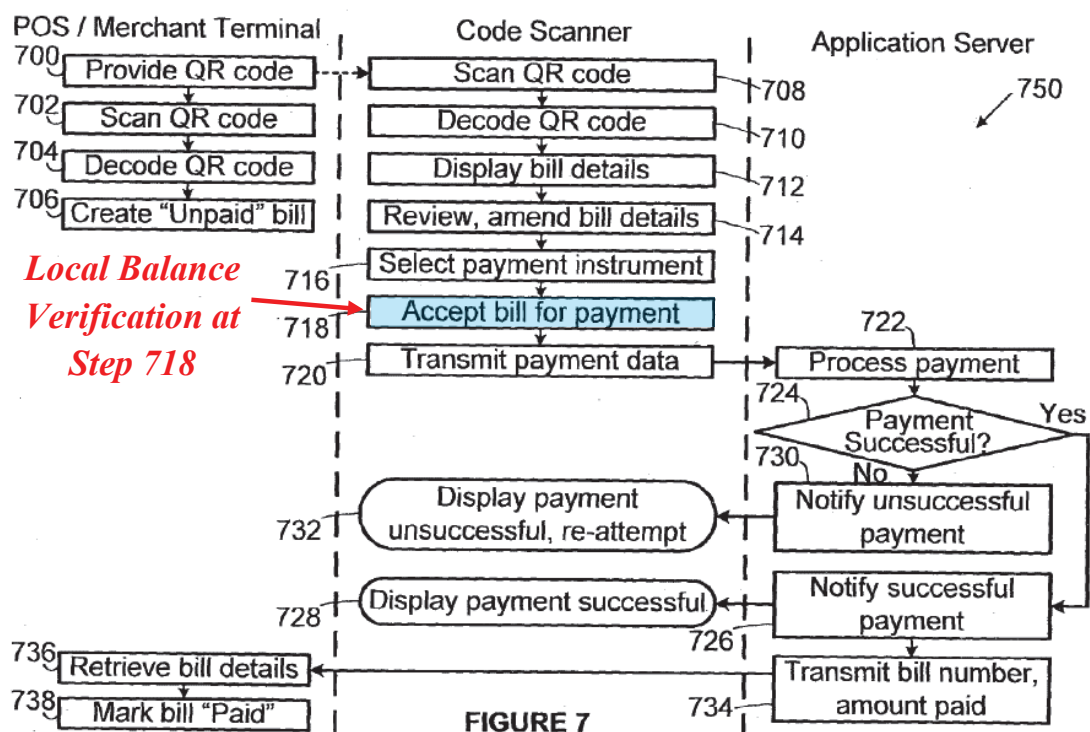 POS / Merchant Terminal
700
Provide QR code
702
Scan QR code
704
Decode QR code
706
Create “Unpaid” bill
Local Balance
Verification at
Step 718
Code Scanner
Scan QR code
708
Decode QR code
710
Display bill details
712
Review, amend bill details
714
716
Select payment instrument
718
Accept bill for payment
720
Transmit payment data
Application Server
750
722
Process payment
724
Payment
Successful?
Yes
No
730
Notify unsuccessful
payment
732
Display payment
unsuccessful, re-attempt
Notify successful
payment
726
728
Display payment successful
Transmit bill number,
amount paid
734
736
Retrieve bill details
738
Mark bill “Paid”
FIGURE 7